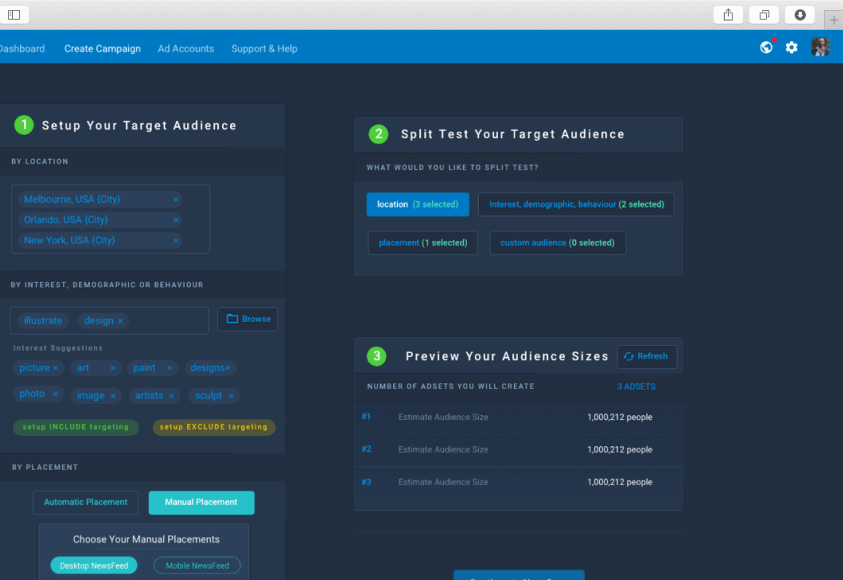 Dashboard Create Campaign Ad Accounts Support & Help
1 Setup Your Target Audience
BY LOCATION
Melbourne, USA {City} ×
Orlando, USA {City} ×
New York, USA {City} ×
BY INTEREST, DEMOGRAPHIC OR BEHAVIOUR
illustrate design × Browse
Interest Suggestions
picture × art × paint × designs×
photo × image × artists × sculpt ×
setup INCLUDE targeting setup EXCLUDE targeting
BY PLACEMENT
Automatic Placement Manual Placement
Choose Your Manual Placements
Desktop NewsFeed Mobile NewsFeed
2 Split Test Your Target Audience
WHAT WOULD YOU LIKE TO SPLIT TEST?
location (3 selected) Interest, demographic, behaviour (2 selected)
placement (1 selected) custom audience (0 selected)
3 Preview Your Audience Sizes Refresh
NUMBER OF ADSETS YOU WILL CREATE 3 ADSETS
#1 Estimate Audience Size 1,000,212 people
#2 Estimate Audience Size 1,000,212 people
#3 Estimate Audience Size 1,000,212 people